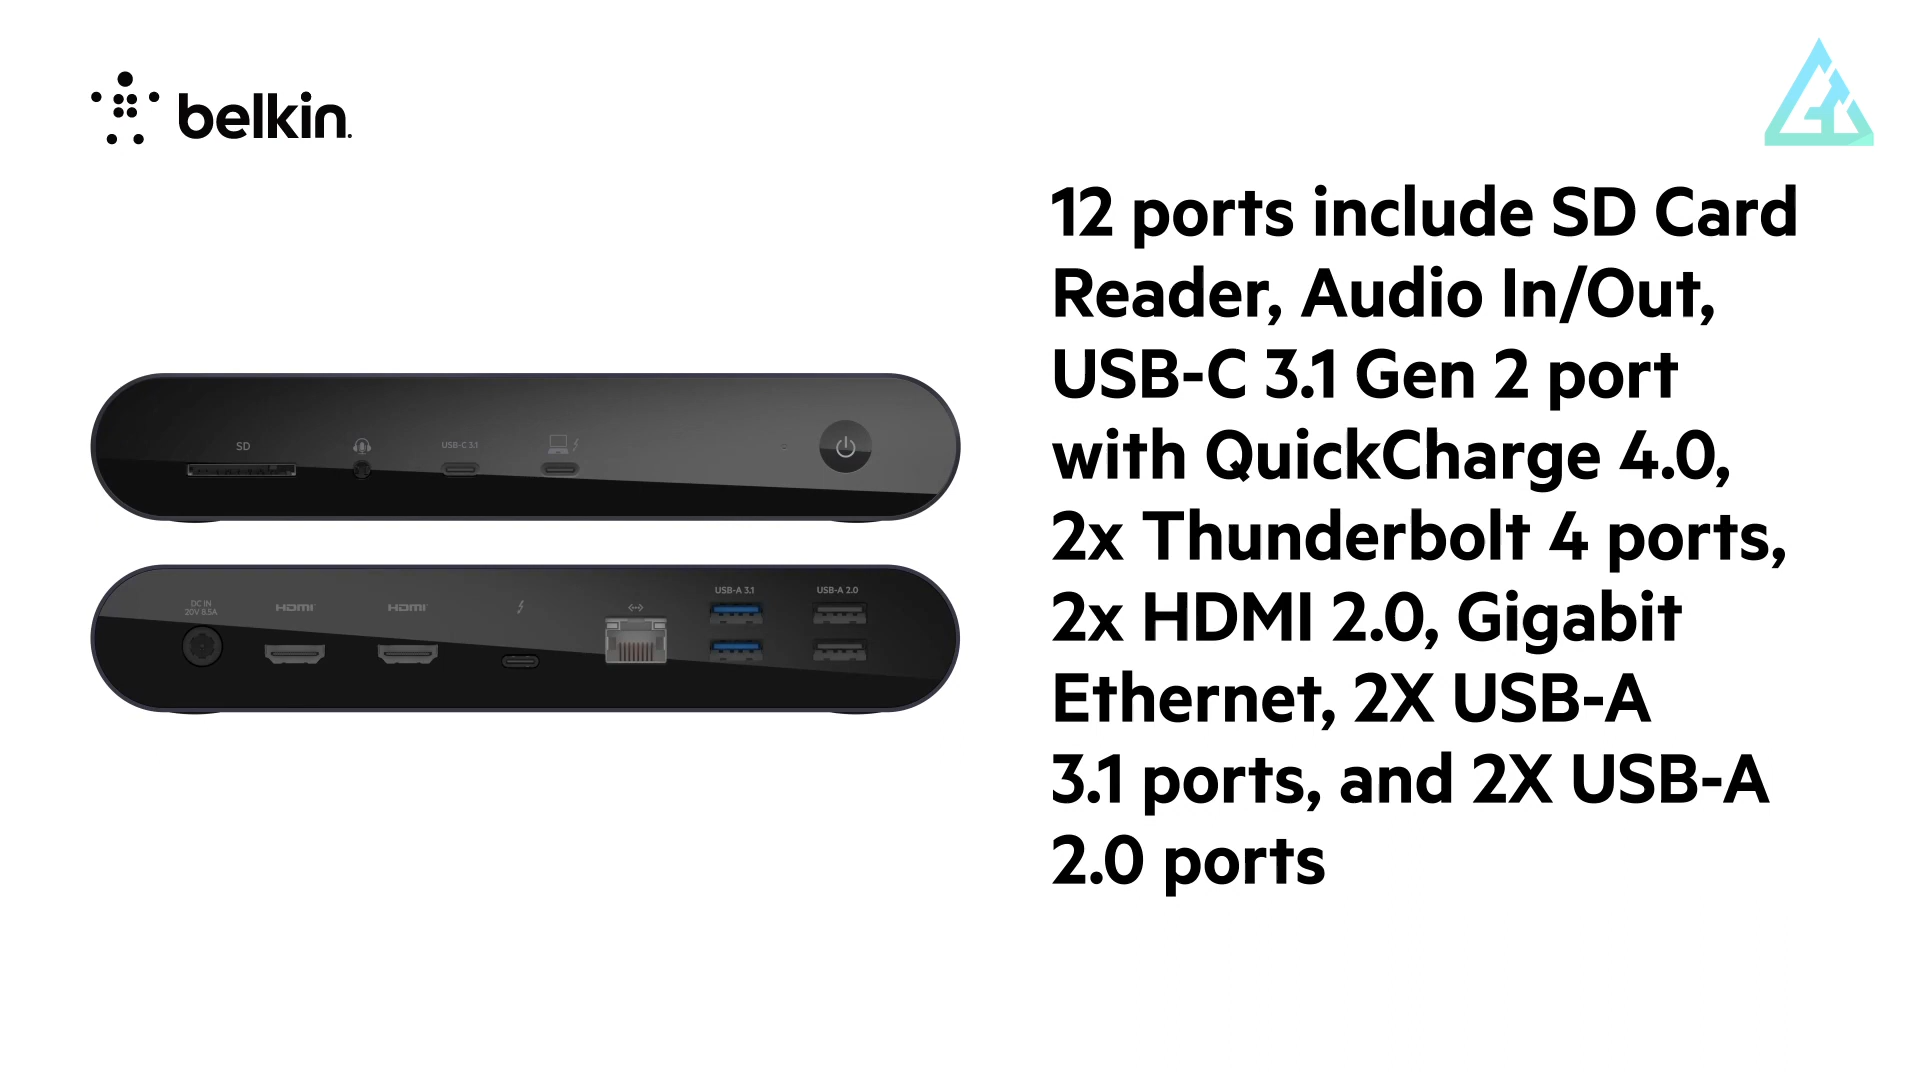 belkin.
12 ports include SD Card
Reader, Audio In/Out,
USB-C 3.1 Gen 2 port
with QuickCharge 4.0,
2x Thunderbolt 4 ports,
2x HDMI 2.0, Gigabit
Ethernet, 2X USB-A
3.1 ports, and 2X USB-A
2.0 ports
SD
USB-C 3.1
DC IN
20V 8.5A
HDMI
HDMI
USB-A 3.1
USB-A 2.0